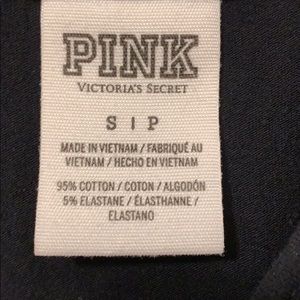 PINK
VICTORIA'S SECRET
S | P
MADE IN VIETNAM / FABRIQUÉ AU
VIETNAM / HECHO EN VIETNAM
95% COTTON / COTON / ALGODÓN
5% ELASTANE / ÉLASTHANNE /
ELASTANO